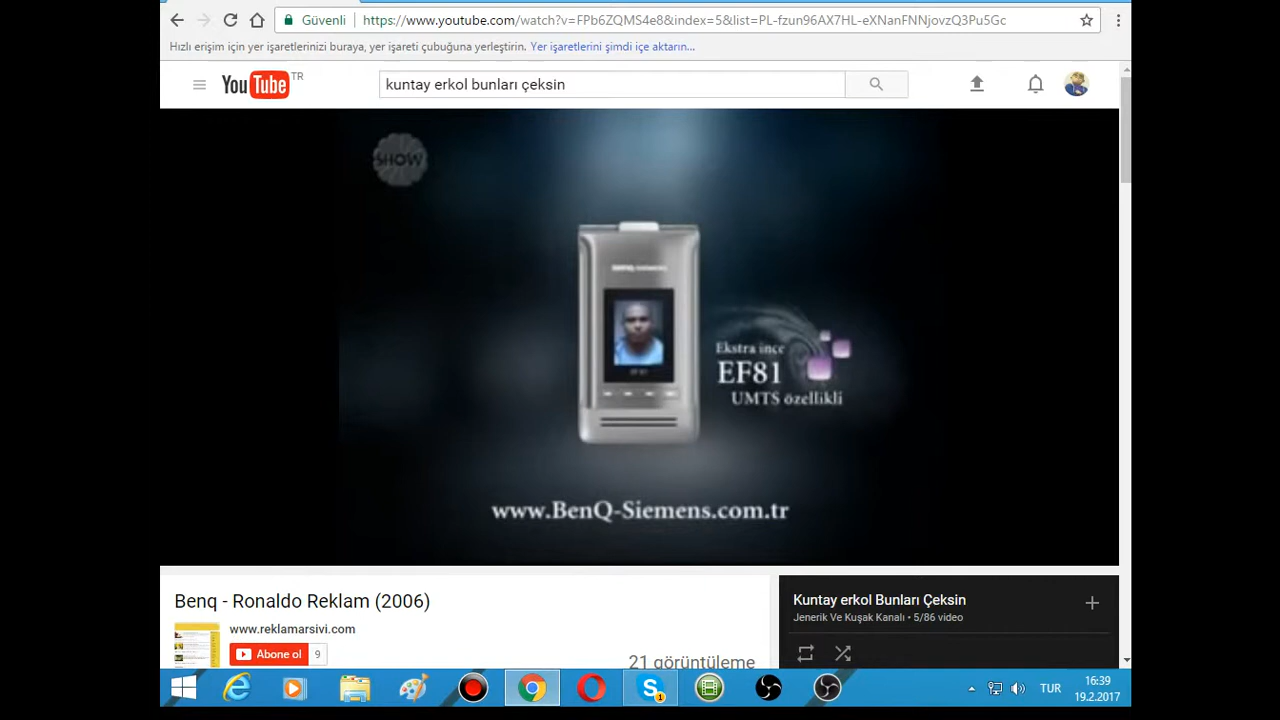 Güvenli
https://www.youtube.com/watch?v=FPb6ZQMS4e8&index=5&list=PL-fzun96AX7HL-eXNanFNNjovzQ3Pu5Gc
Hızlı erişim için yer işaretlerinizi buraya, yer işareti çubuğuna yerleştirin. Yer işaretlerini şimdi içe aktarın...
YouTube TR
kuntay erkol bunları çeksin
SHOW
Ekstra ince
EF81
UMTS özellikli
www.BenQ-Siemens.com.tr
Benq - Ronaldo Reklam (2006)
www.reklamarsivi.com
Abone ol 9
21 görüntüleme
Kuntay erkol Bunları Çeksin
Jenerik Ve Kuşak Kanalı • 5/86 video
1
TUR
16:39
19.2.2017